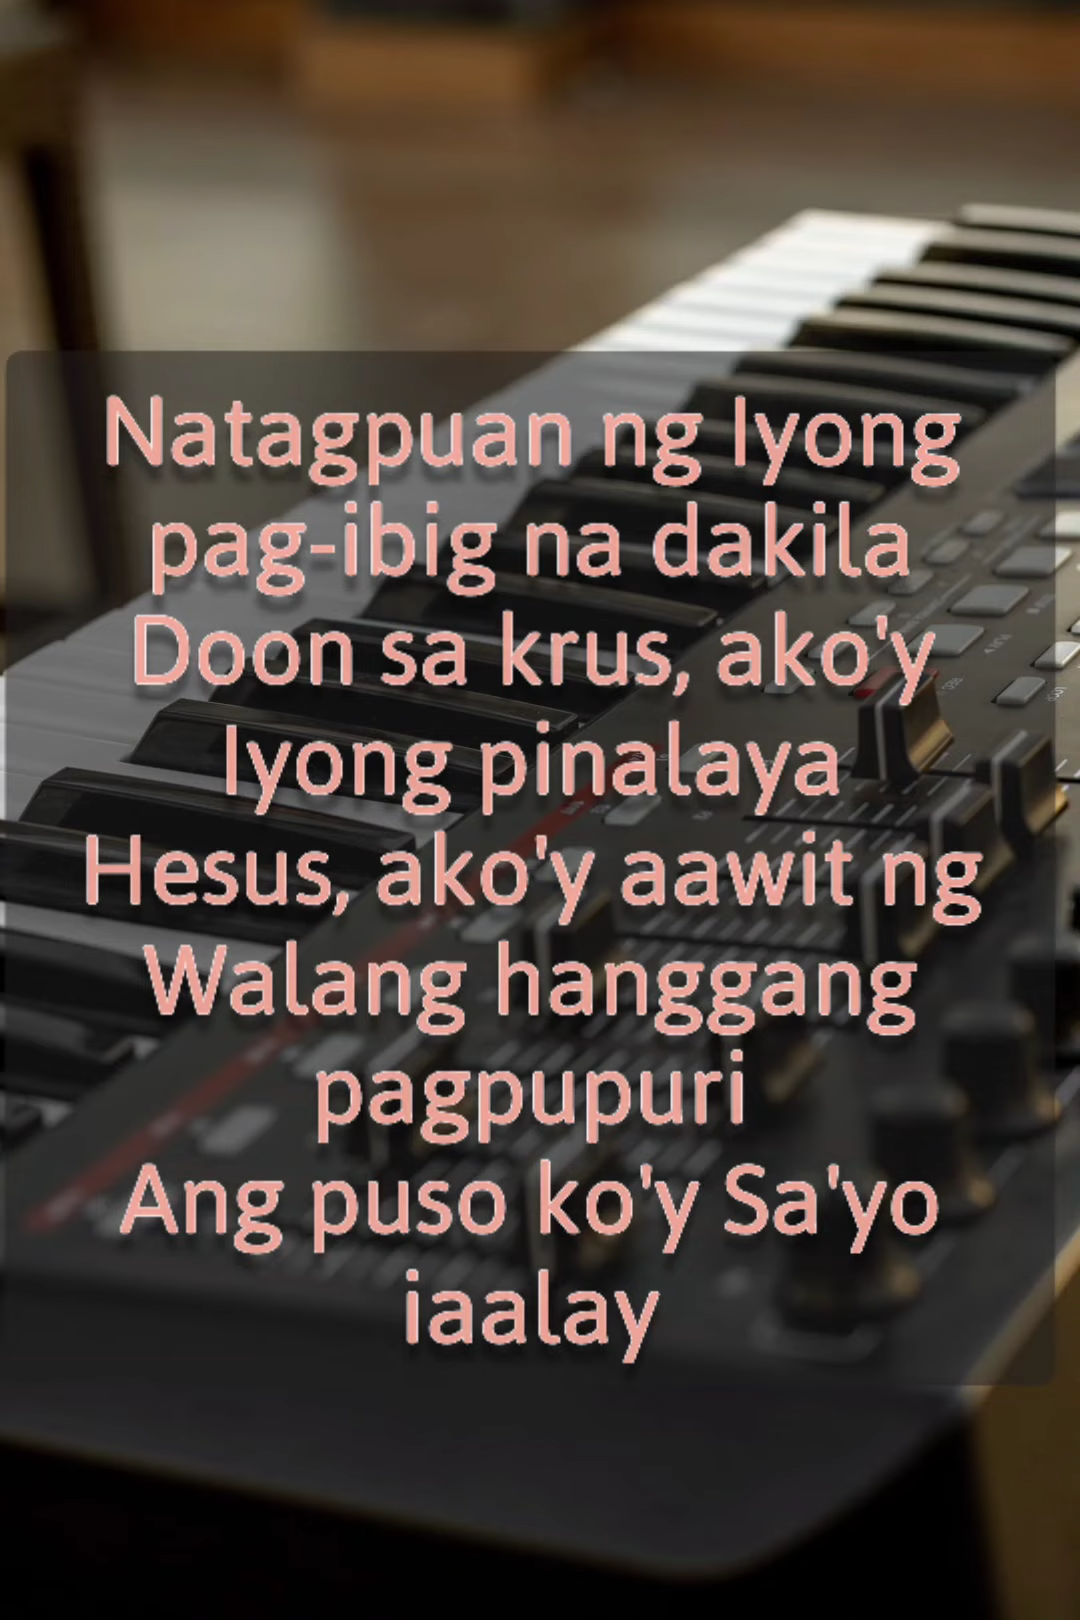 Natagpuan ng Iyong
pag-ibig na dakila
Doon sa krus, ako'y
Iyong pinalaya
Hesus, ako'y aawit ng
Walang hanggang
pagpupuri
Ang puso ko'y Sa'yo
iaalay